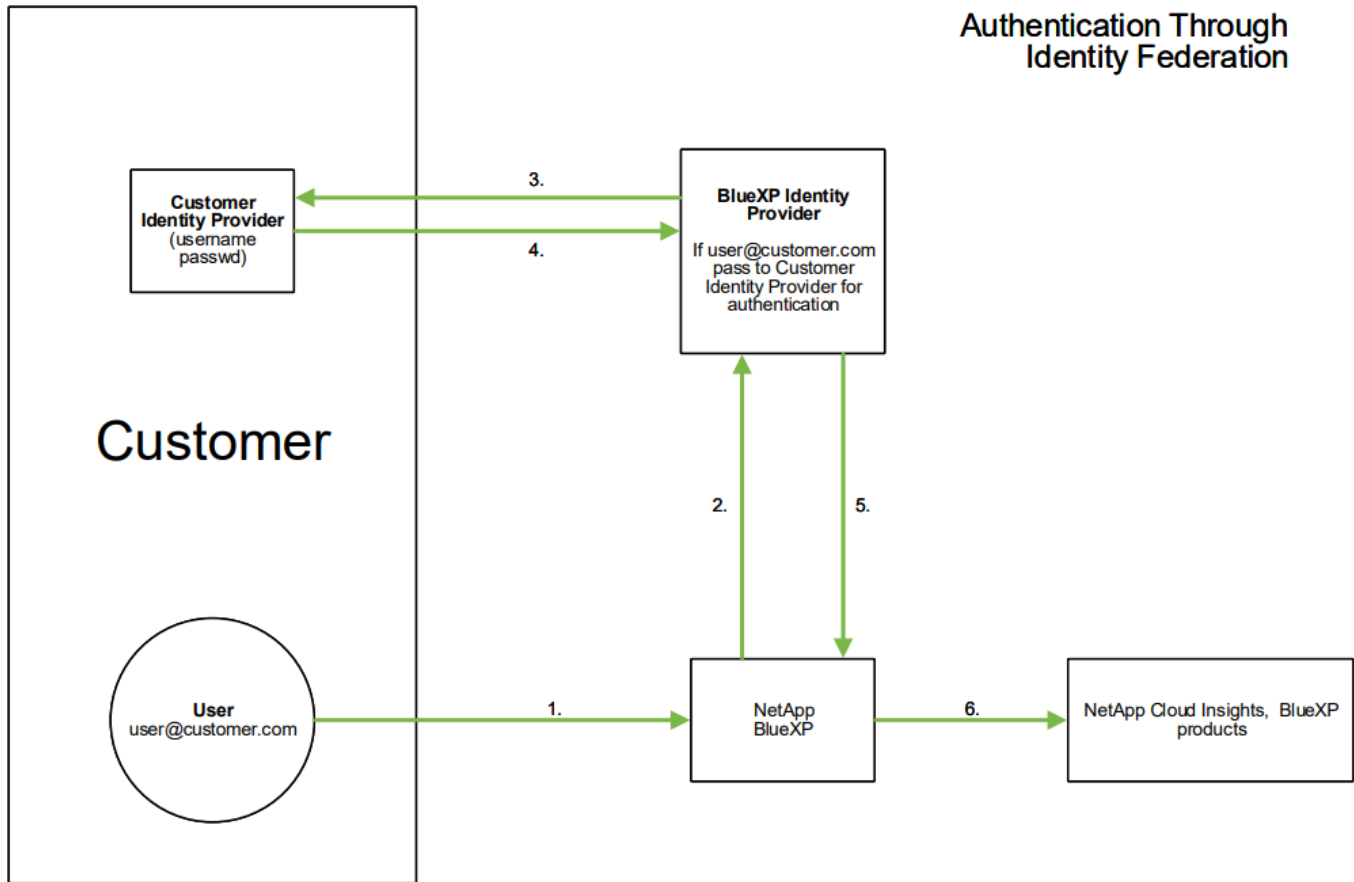 Authentication Through
Identity Federation
Customer
Identity Provider
(username
passwd)
3.
4.
BlueXP Identity
Provider
If user@customer.com
pass to Customer
Identity Provider for
authentication
Customer
2.
5.
User
user@customer.com
1.
NetApp
BlueXP
6.
NetApp Cloud Insights, BlueXP
products